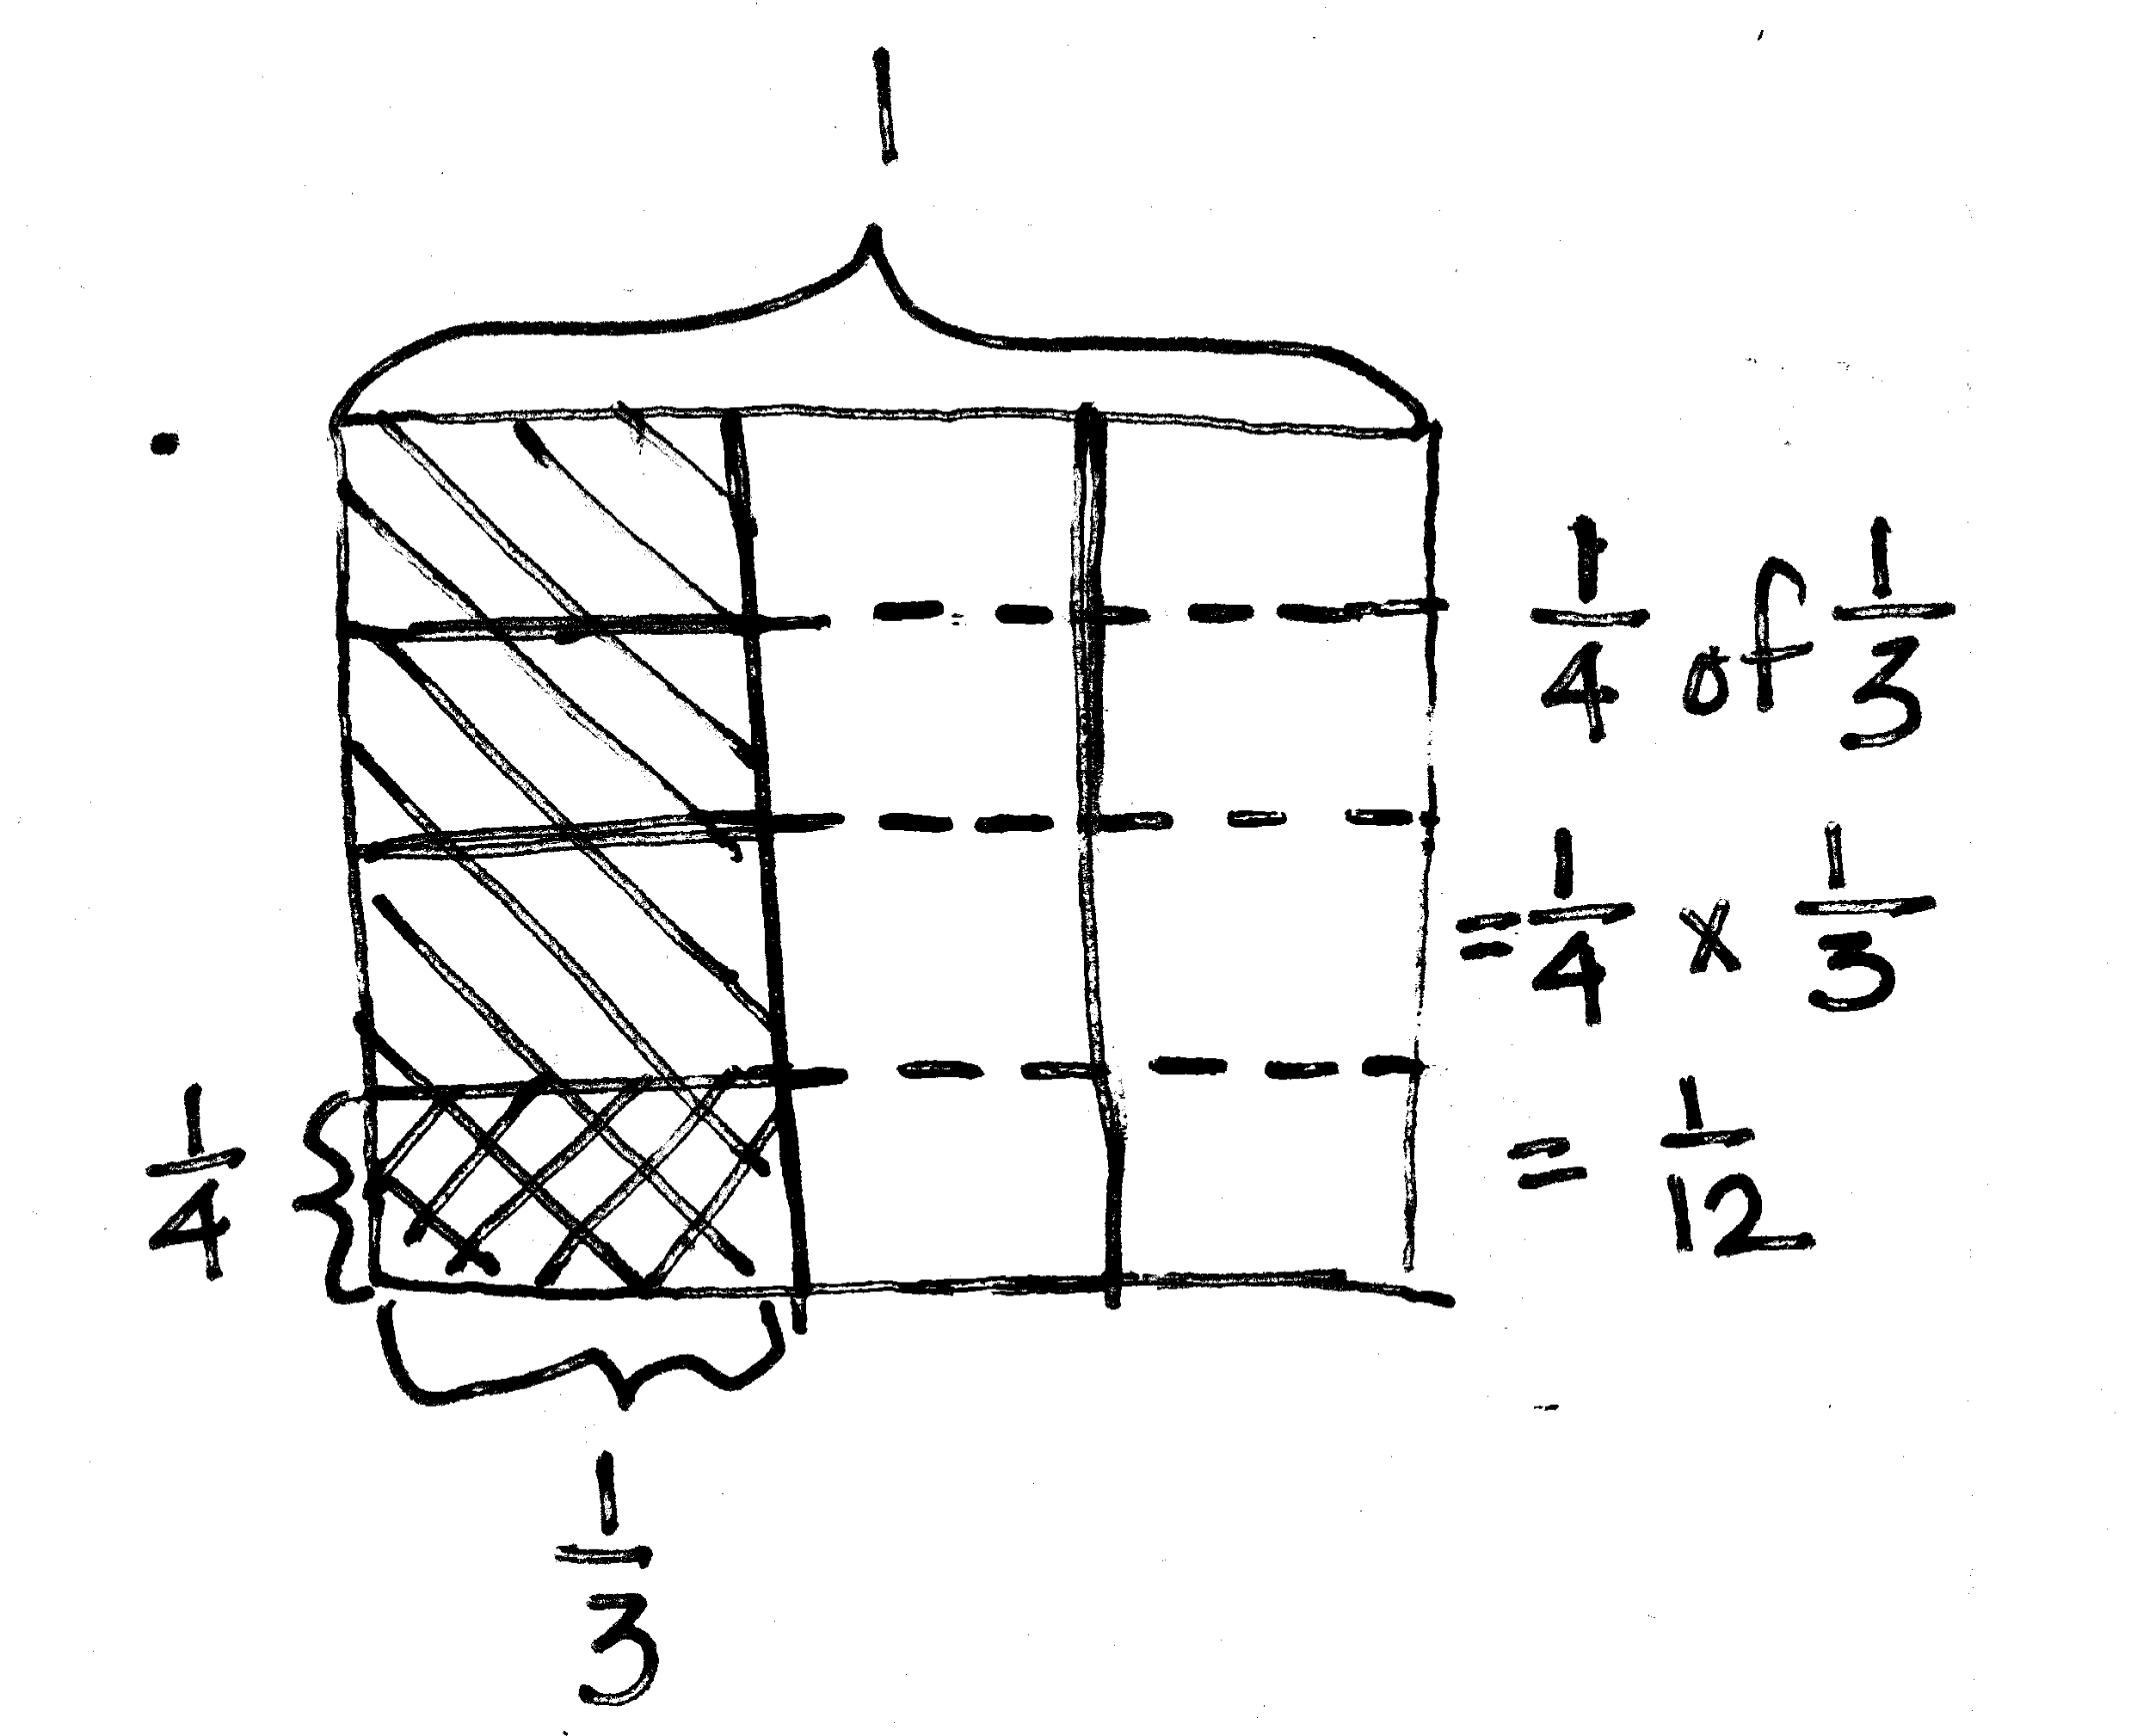 1
1/4 of 1/3
= 1/4 x 1/3
= 1/12
1/4
1/3